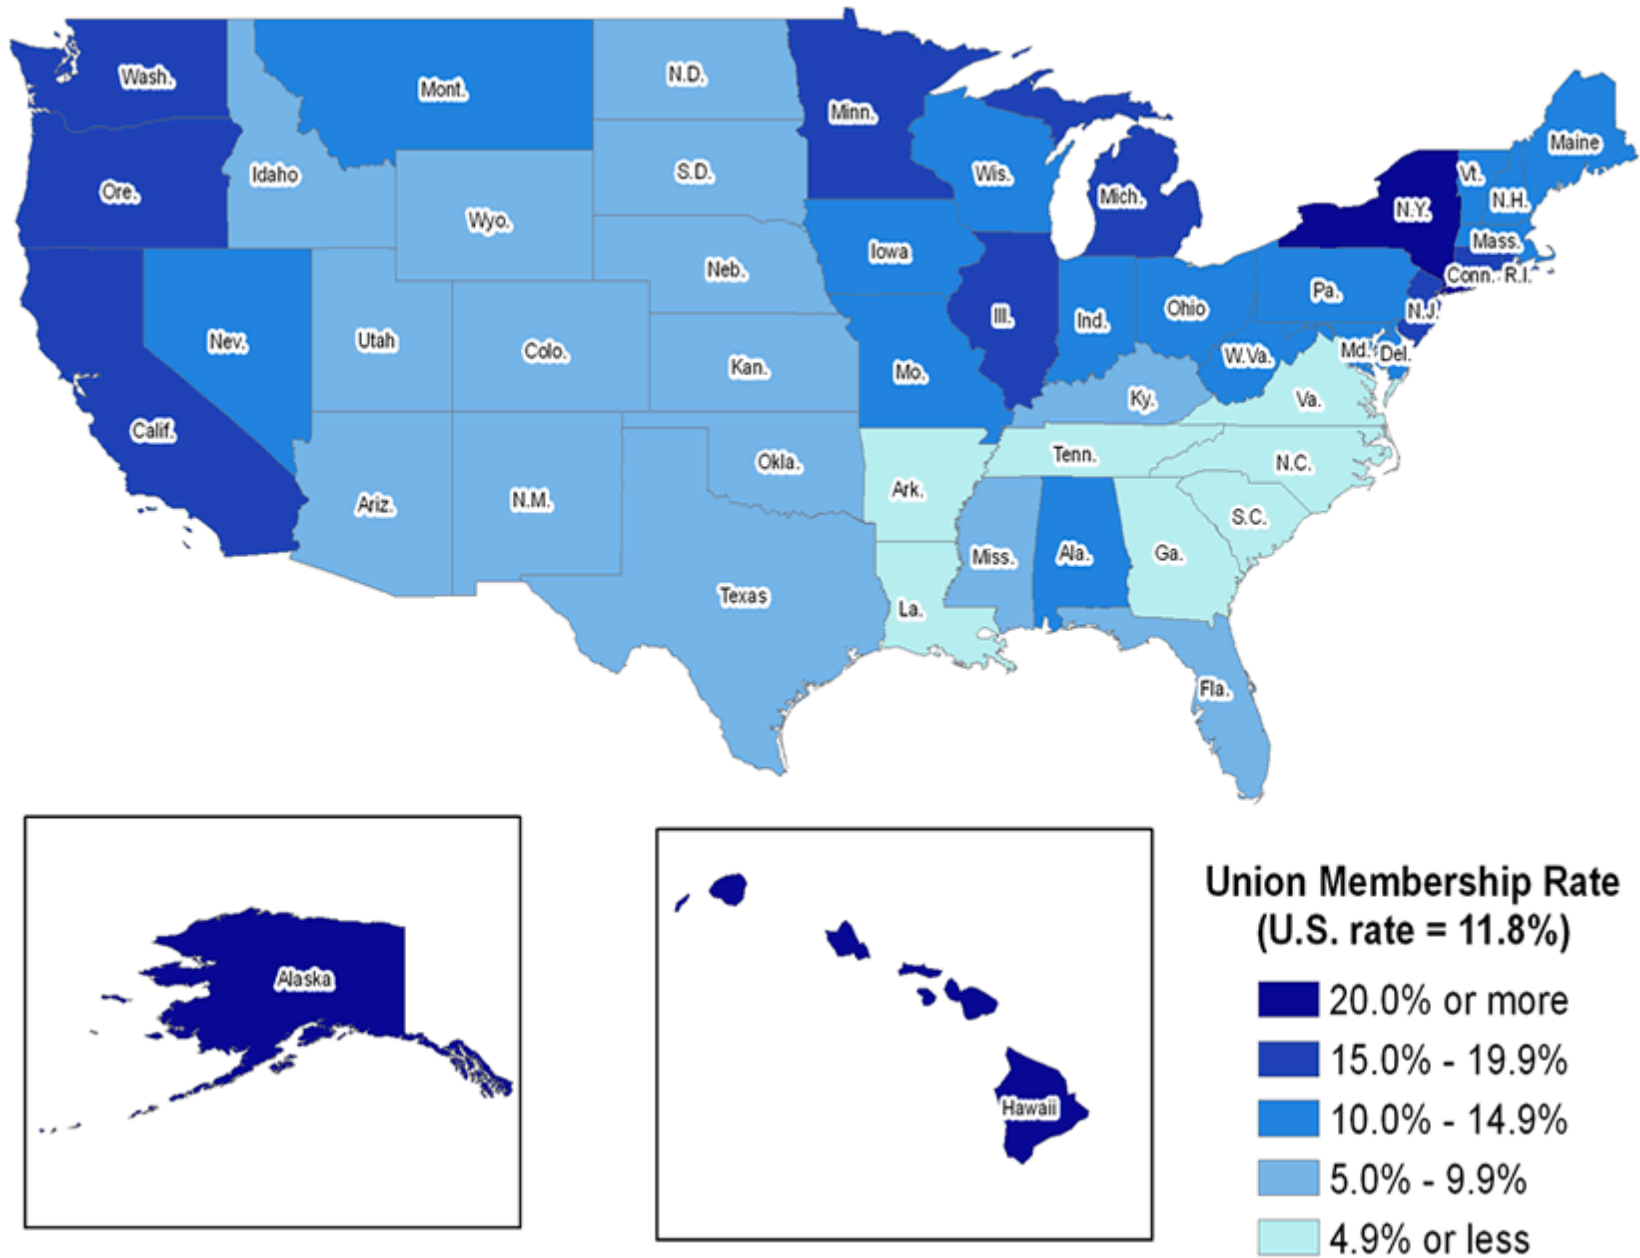 Wash.
Mont.
N.D.
Minn.
Maine
Idaho
S.D.
Wis.
Mich.
Vt.
N.H.
Ore.
Wyo.
N.Y.
Mass.
Iowa
Neb.
Conn.
R.I.
Nev.
Utah
Colo.
Kan.
Ill.
Ind.
Ohio
Pa.
N.J.
Mo.
W.Va.
Md.
Del.
Calif.
Ky.
Va.
Ariz.
N.M.
Okla.
Ark.
Tenn.
N.C.
S.C.
Texas
La.
Miss.
Ala.
Ga.
Fla.
Alaska
Hawaii
Union Membership Rate
(U.S. rate = 11.8%)
20.0% or more
15.0% - 19.9%
10.0% - 14.9%
5.0% - 9.9%
4.9% or less